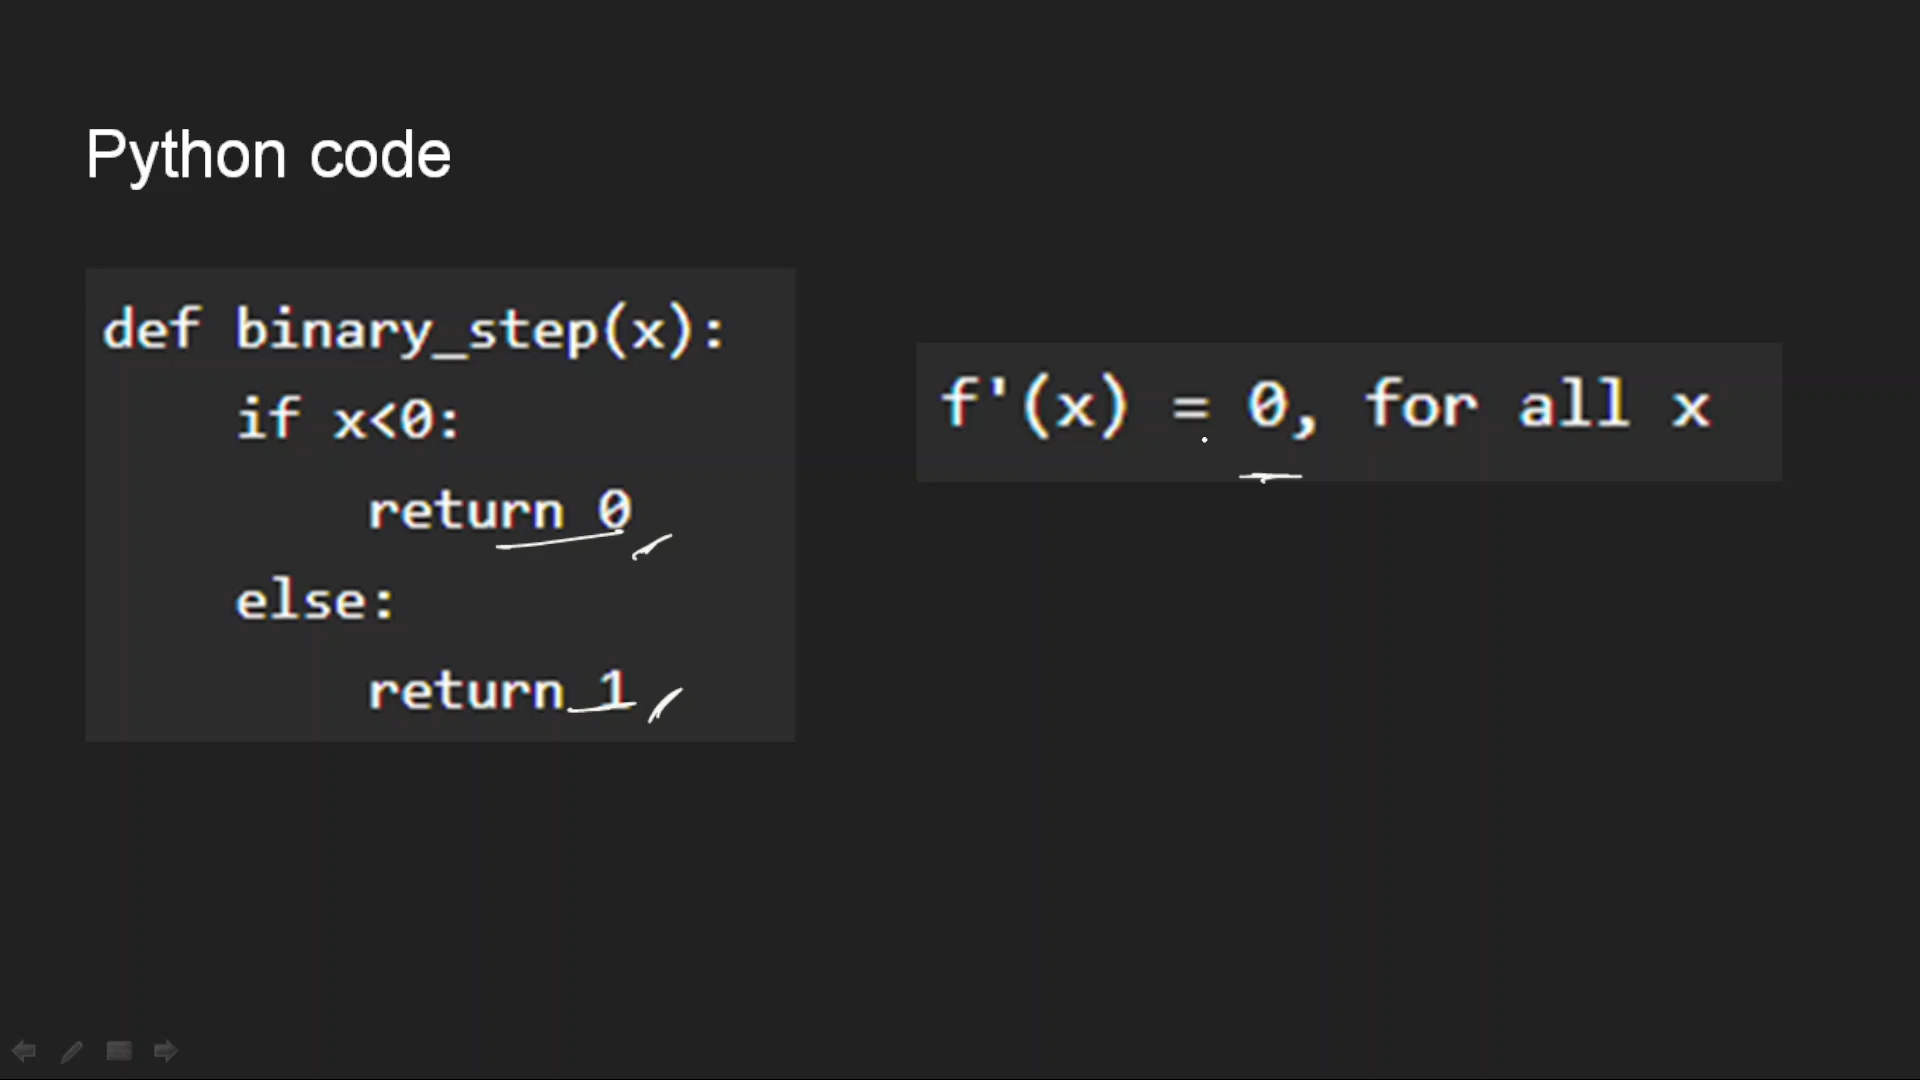 Python code
def binary_step(x):
    if x<0:
        return 0
    else:
        return 1
f'(x) = 0, for all x